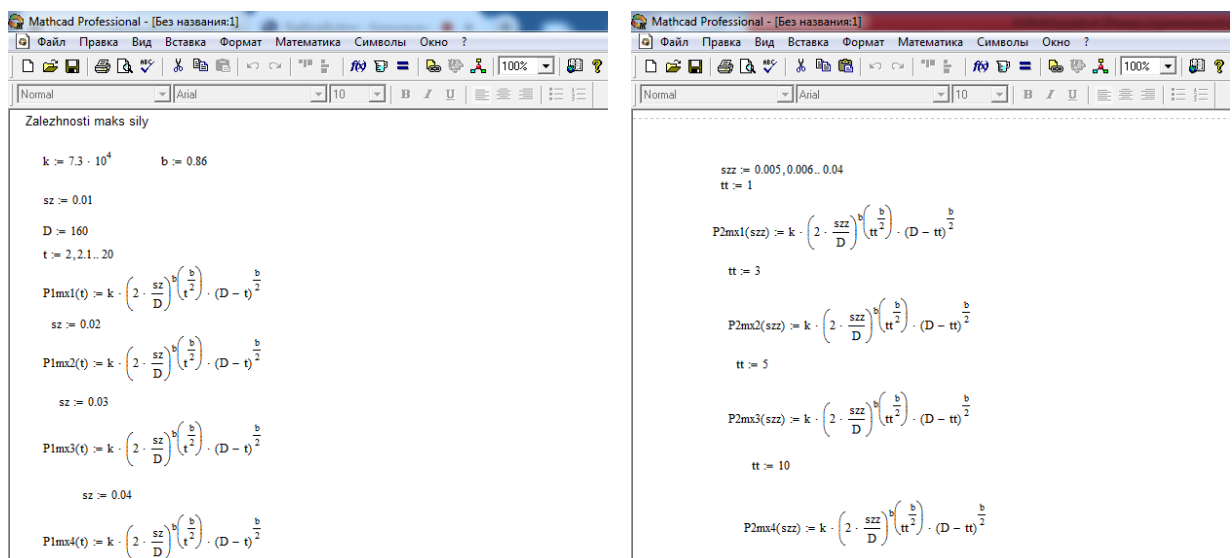 Mathcad Professional - [Без названия:1]
Файл Правка Вид Вставка Формат Математика Символы Окно ?
100%
Normal Arial 10 B I U
Zalezhnosti maks sily
k := 7.3 · 10^4 b := 0.86
sz := 0.01
D := 160
t := 2, 2.1 .. 20
P1mx1(t) := k · (2 · sz/D)^b (t^(b/2)) · (D − t)^(b/2)
sz := 0.02
P1mx2(t) := k · (2 · sz/D)^b (t^(b/2)) · (D − t)^(b/2)
sz := 0.03
P1mx3(t) := k · (2 · sz/D)^b (t^(b/2)) · (D − t)^(b/2)
sz := 0.04
P1mx4(t) := k · (2 · sz/D)^b (t^(b/2)) · (D − t)^(b/2)
Mathcad Professional - [Без названия:1]
Файл Правка Вид Вставка Формат Математика Символы Окно ?
100%
Normal Arial 10 B I U
szz := 0.005, 0.006 .. 0.04
tt := 1
P2mx1(szz) := k · (2 · szz/D)^b (tt^(b/2)) · (D − tt)^(b/2)
tt := 3
P2mx2(szz) := k · (2 · szz/D)^b (tt^(b/2)) · (D − tt)^(b/2)
tt := 5
P2mx3(szz) := k · (2 · szz/D)^b (tt^(b/2)) · (D − tt)^(b/2)
tt := 10
P2mx4(szz) := k · (2 · szz/D)^b (tt^(b/2)) · (D − tt)^(b/2)